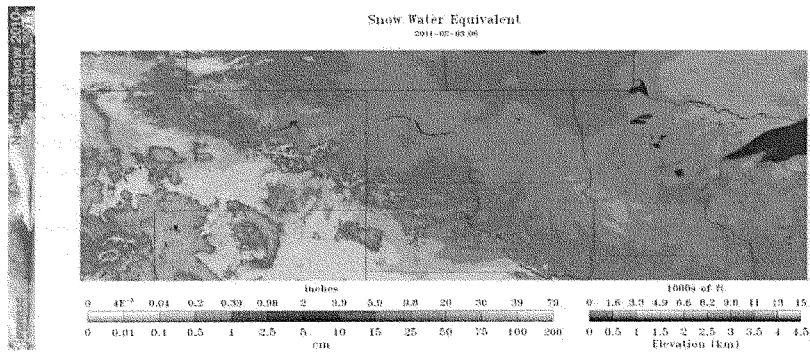 National Snow
Analys
Snow Water Equivalent
inches
0 4E⁻³ 0.04 0.2 0.39 0.98 2 3.9 5.9 9.8 20 30 39 79
0 0.01 0.1 0.5 1 2.5 5 10 15 25 50 75 100 200
cm
1000s of ft.
0 1.6 3.3 4.9 6.6 8.2 9.8 11 13 15
0 0.5 1 1.5 2 2.5 3 3.5 4 4.5
Elevation (km)